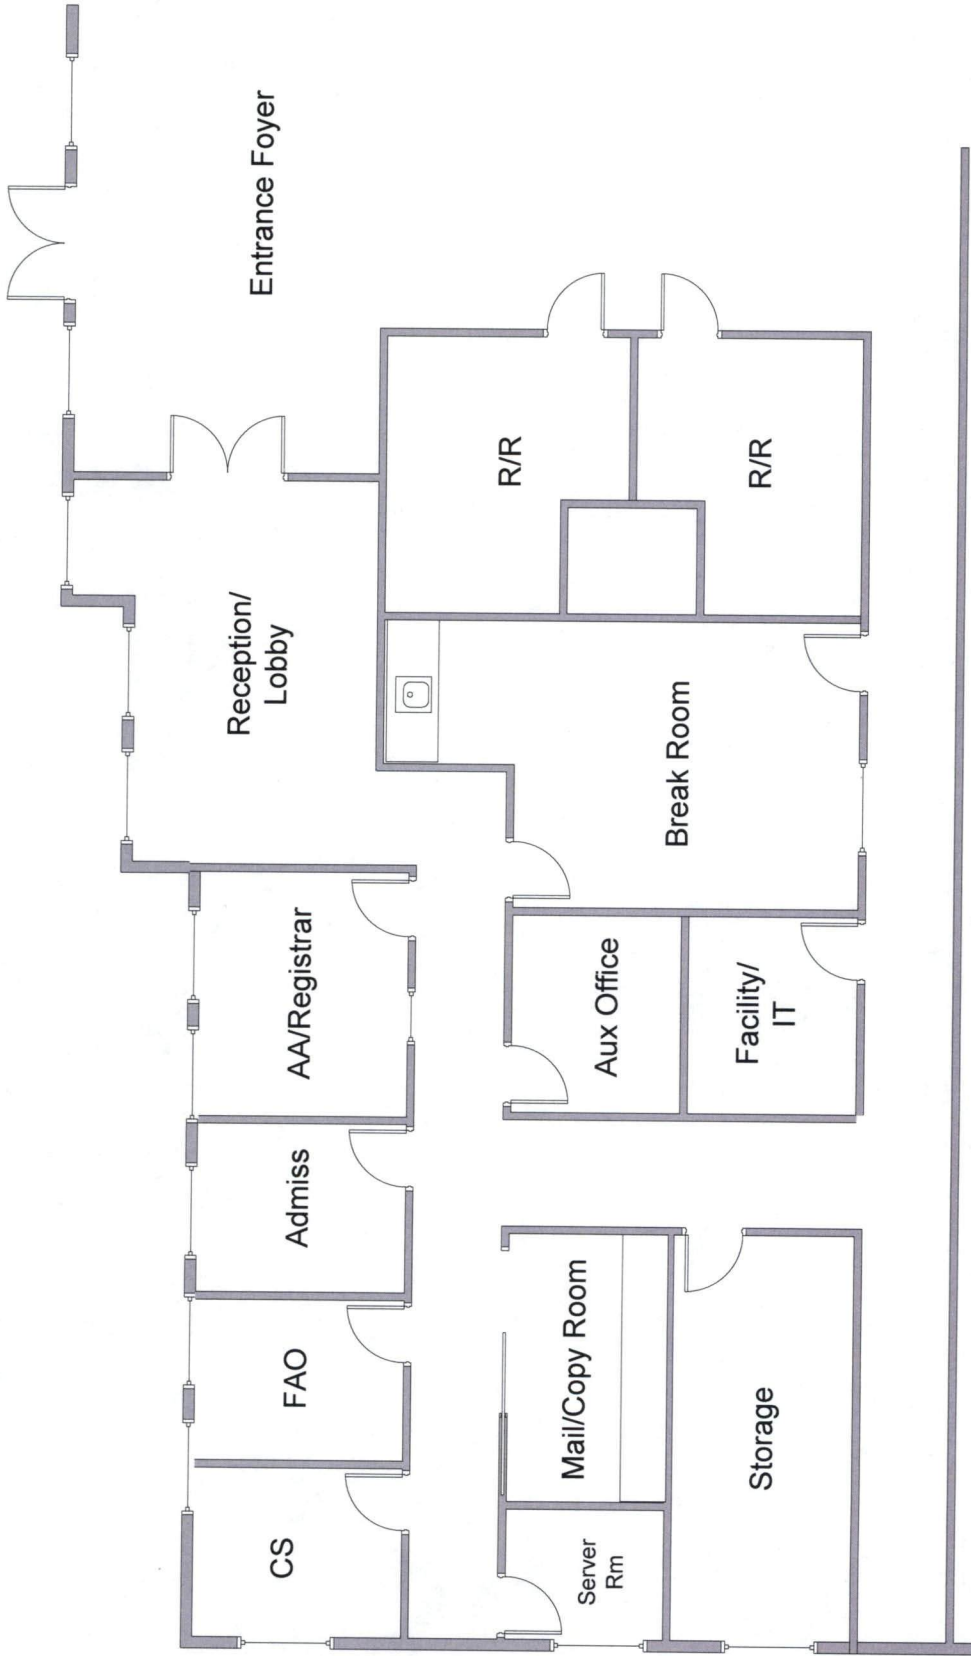 Entrance Foyer
Reception/
Lobby
R/R
R/R
Break Room
AA/Registrar
Aux Office
Facility/
IT
Admiss
FAO
Mail/Copy Room
Storage
CS
Server
Rm